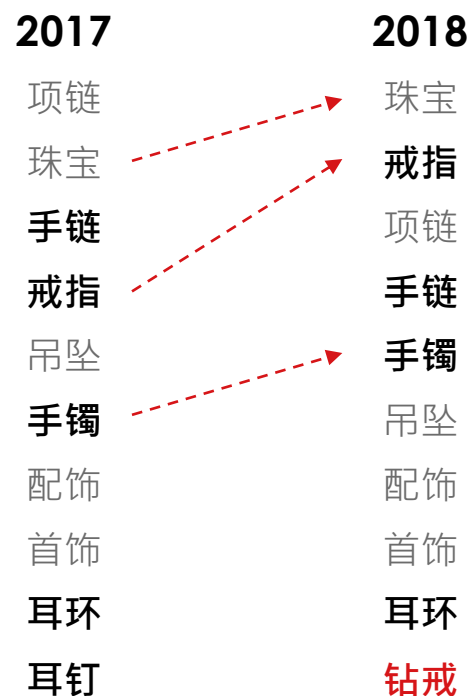 2017 2018
项链 珠宝
珠宝 戒指
手链 项链
戒指 手链
吊坠 手镯
手镯 吊坠
配饰 配饰
首饰 首饰
耳环 耳环
耳钉 钻戒